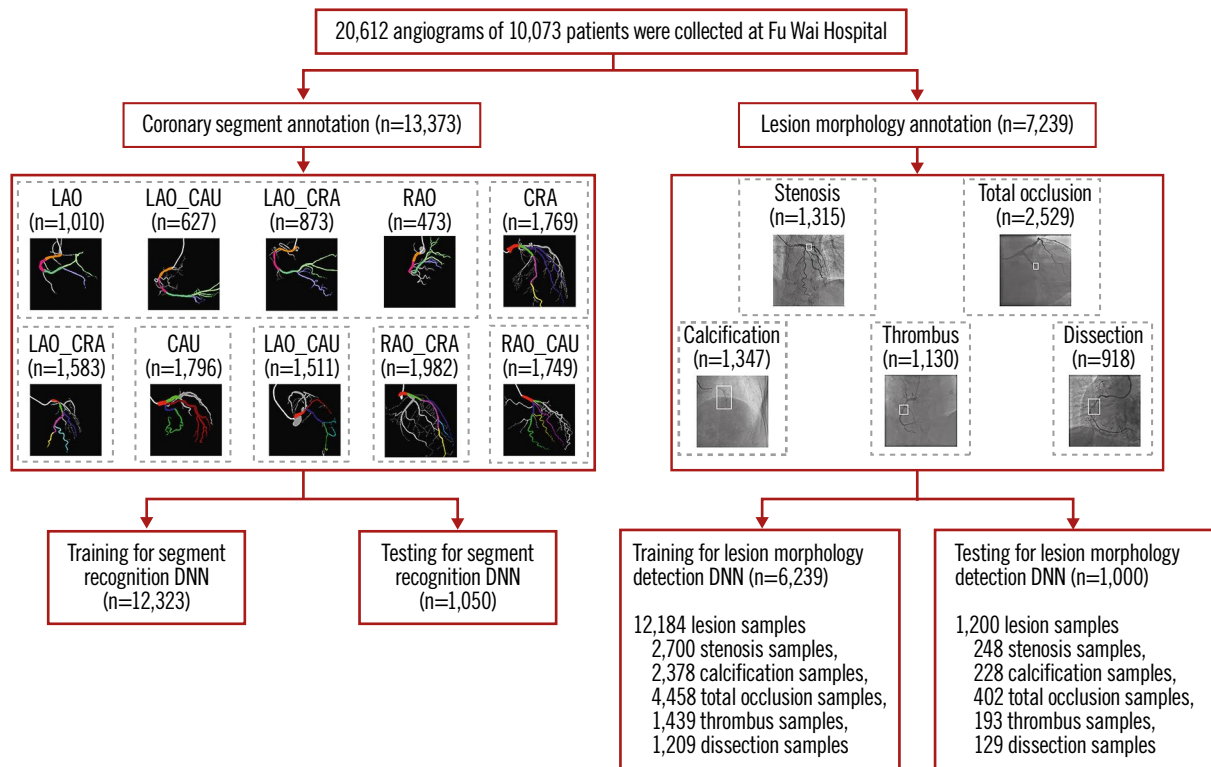 20,612 angiograms of 10,073 patients were collected at Fu Wai Hospital
Coronary segment annotation (n=13,373)
LAO
(n=1,010)
LAO_CAU
(n=627)
LAO_CRA
(n=873)
RAO
(n=473)
CRA
(n=1,769)
LAO_CRA
(n=1,583)
CAU
(n=1,796)
LAO_CAU
(n=1,511)
RAO_CRA
(n=1,982)
RAO_CAU
(n=1,749)
Training for segment
recognition DNN
(n=12,323)
Testing for segment
recognition DNN
(n=1,050)
Lesion morphology annotation (n=7,239)
Stenosis
(n=1,315)
Total occlusion
(n=2,529)
Calcification
(n=1,347)
Thrombus
(n=1,130)
Dissection
(n=918)
Training for lesion morphology
detection DNN (n=6,239)
12,184 lesion samples
2,700 stenosis samples,
2,378 calcification samples,
4,458 total occlusion samples,
1,439 thrombus samples,
1,209 dissection samples
Testing for lesion morphology
detection DNN (n=1,000)
1,200 lesion samples
248 stenosis samples,
228 calcification samples,
402 total occlusion samples,
193 thrombus samples,
129 dissection samples